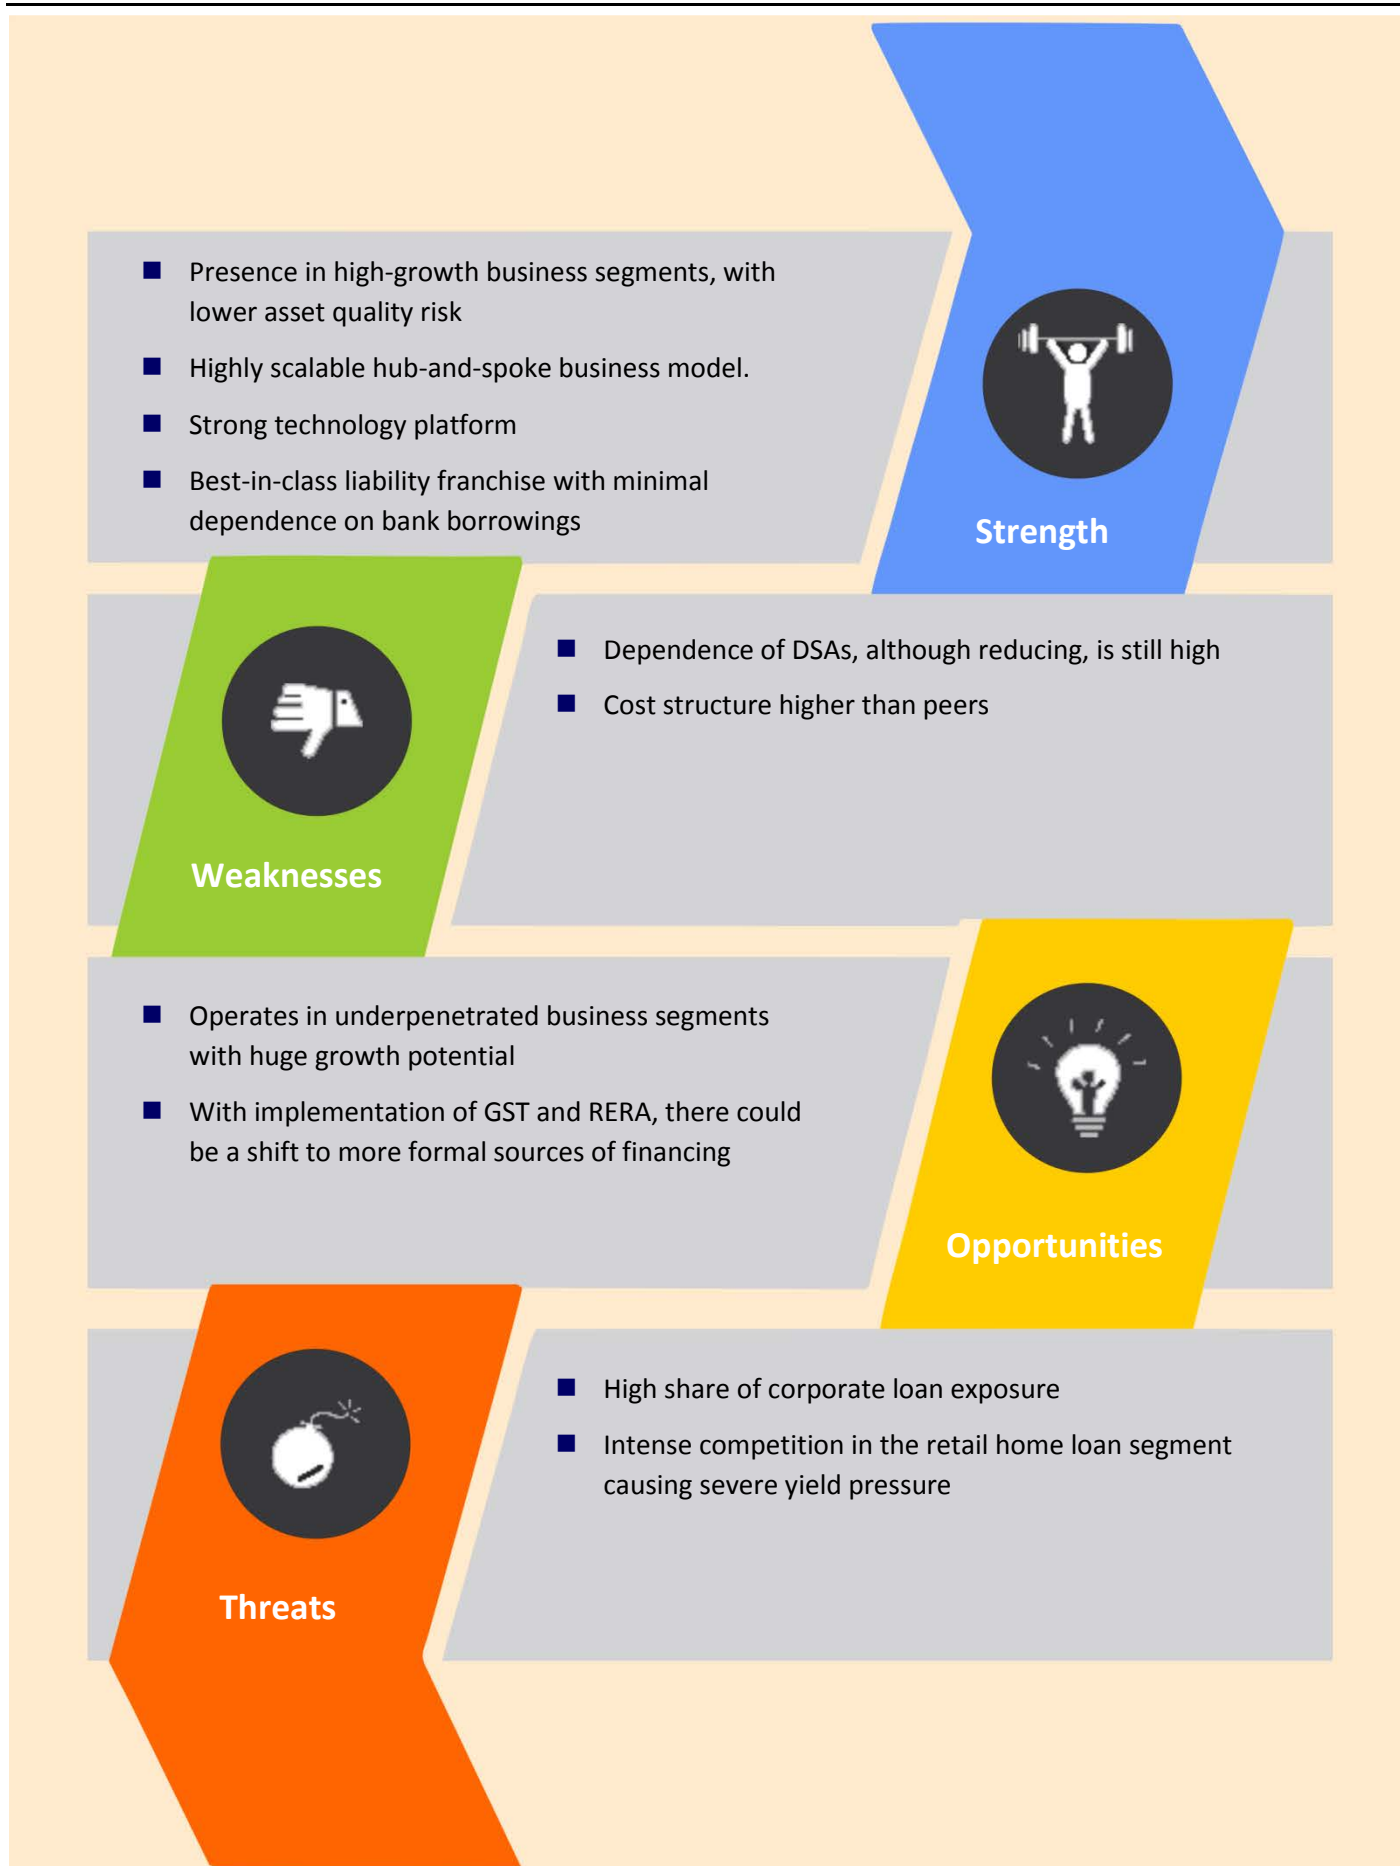 Presence in high-growth business segments, with
lower asset quality risk
Highly scalable hub-and-spoke business model.
Strong technology platform
Best-in-class liability franchise with minimal
dependence on bank borrowings
Strength
Weaknesses
Dependence of DSAs, although reducing, is still high
Cost structure higher than peers
Operates in underpenetrated business segments
with huge growth potential
With implementation of GST and RERA, there could
be a shift to more formal sources of financing
Opportunities
Threats
High share of corporate loan exposure
Intense competition in the retail home loan segment
causing severe yield pressure